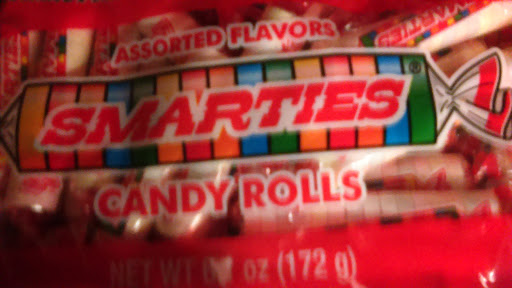 ASSORTED FLAVORS
SMARTIES®
CANDY ROLLS
NET WT oz (172 g)